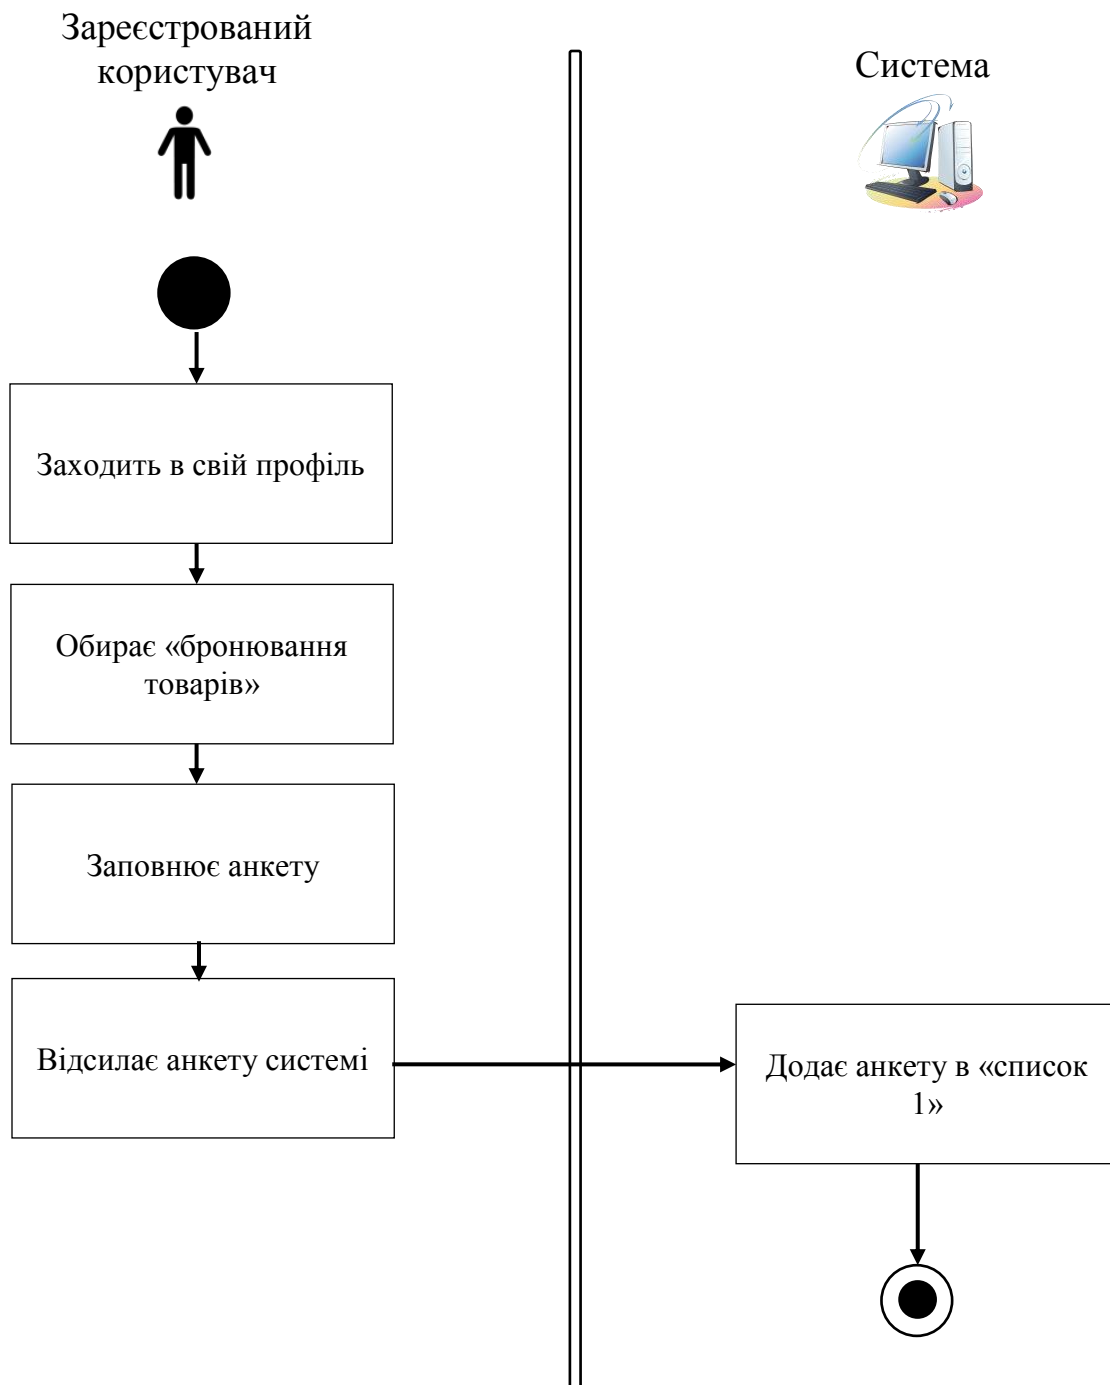 Зареєстрований
користувач
Система
Заходить в свій профіль
Обирає «бронювання
товарів»
Заповнює анкету
Відсилає анкету системі
Додає анкету в «список
1»